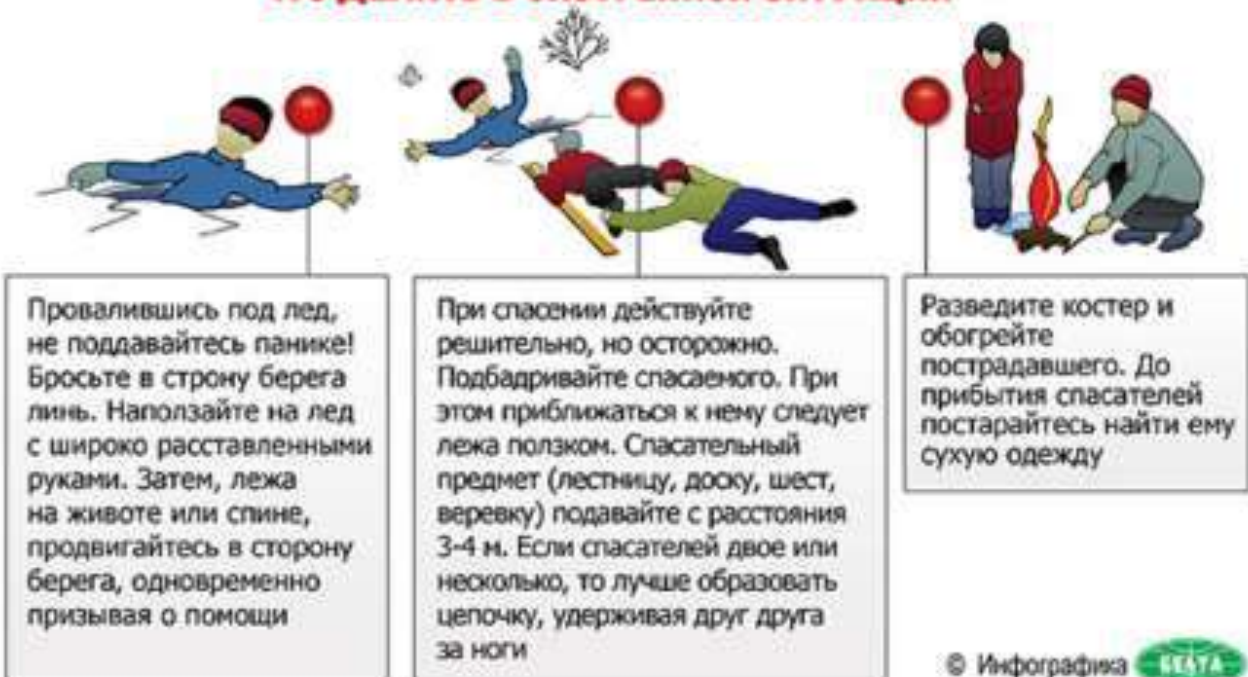 Провалившись под лед,
не поддавайтесь панике!
Бросьте в строну берега
линь. Наползайте на лед
с широко расставленными
руками. Затем, лежа
на животе или спине,
продвигайтесь в сторону
берега, одновременно
призывая о помощи
При спасении действуйте
решительно, но осторожно.
Подбадривайте спасаемого. При
этом приближаться к нему следует
лежа ползком. Спасательный
предмет (лестницу, доску, шест,
веревку) подавайте с расстояния
3-4 м. Если спасателей двое или
несколько, то лучше образовать
цепочку, удерживая друг друга
за ноги
Разведите костер и
обогрейте
пострадавшего. До
прибытия спасателей
постарайтесь найти ему
сухую одежду
© Инфографика БЕЛТА